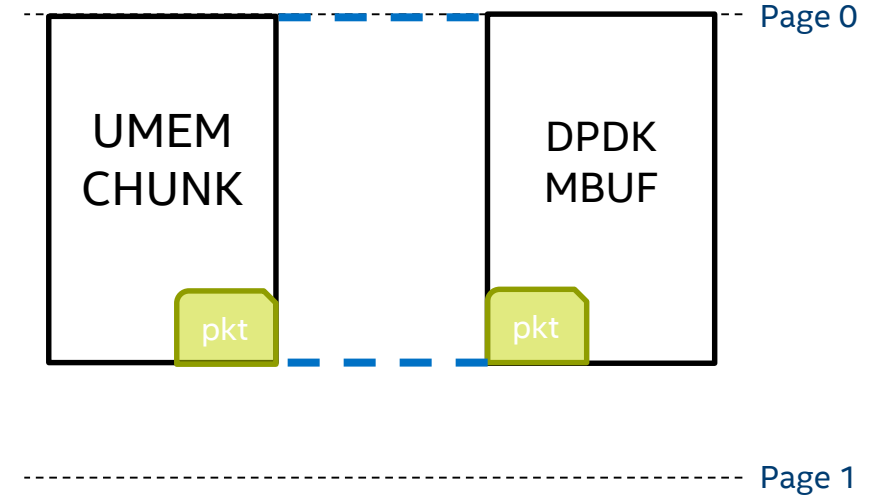 Page 0
UMEM
CHUNK
DPDK
MBUF
pkt
pkt
Page 1